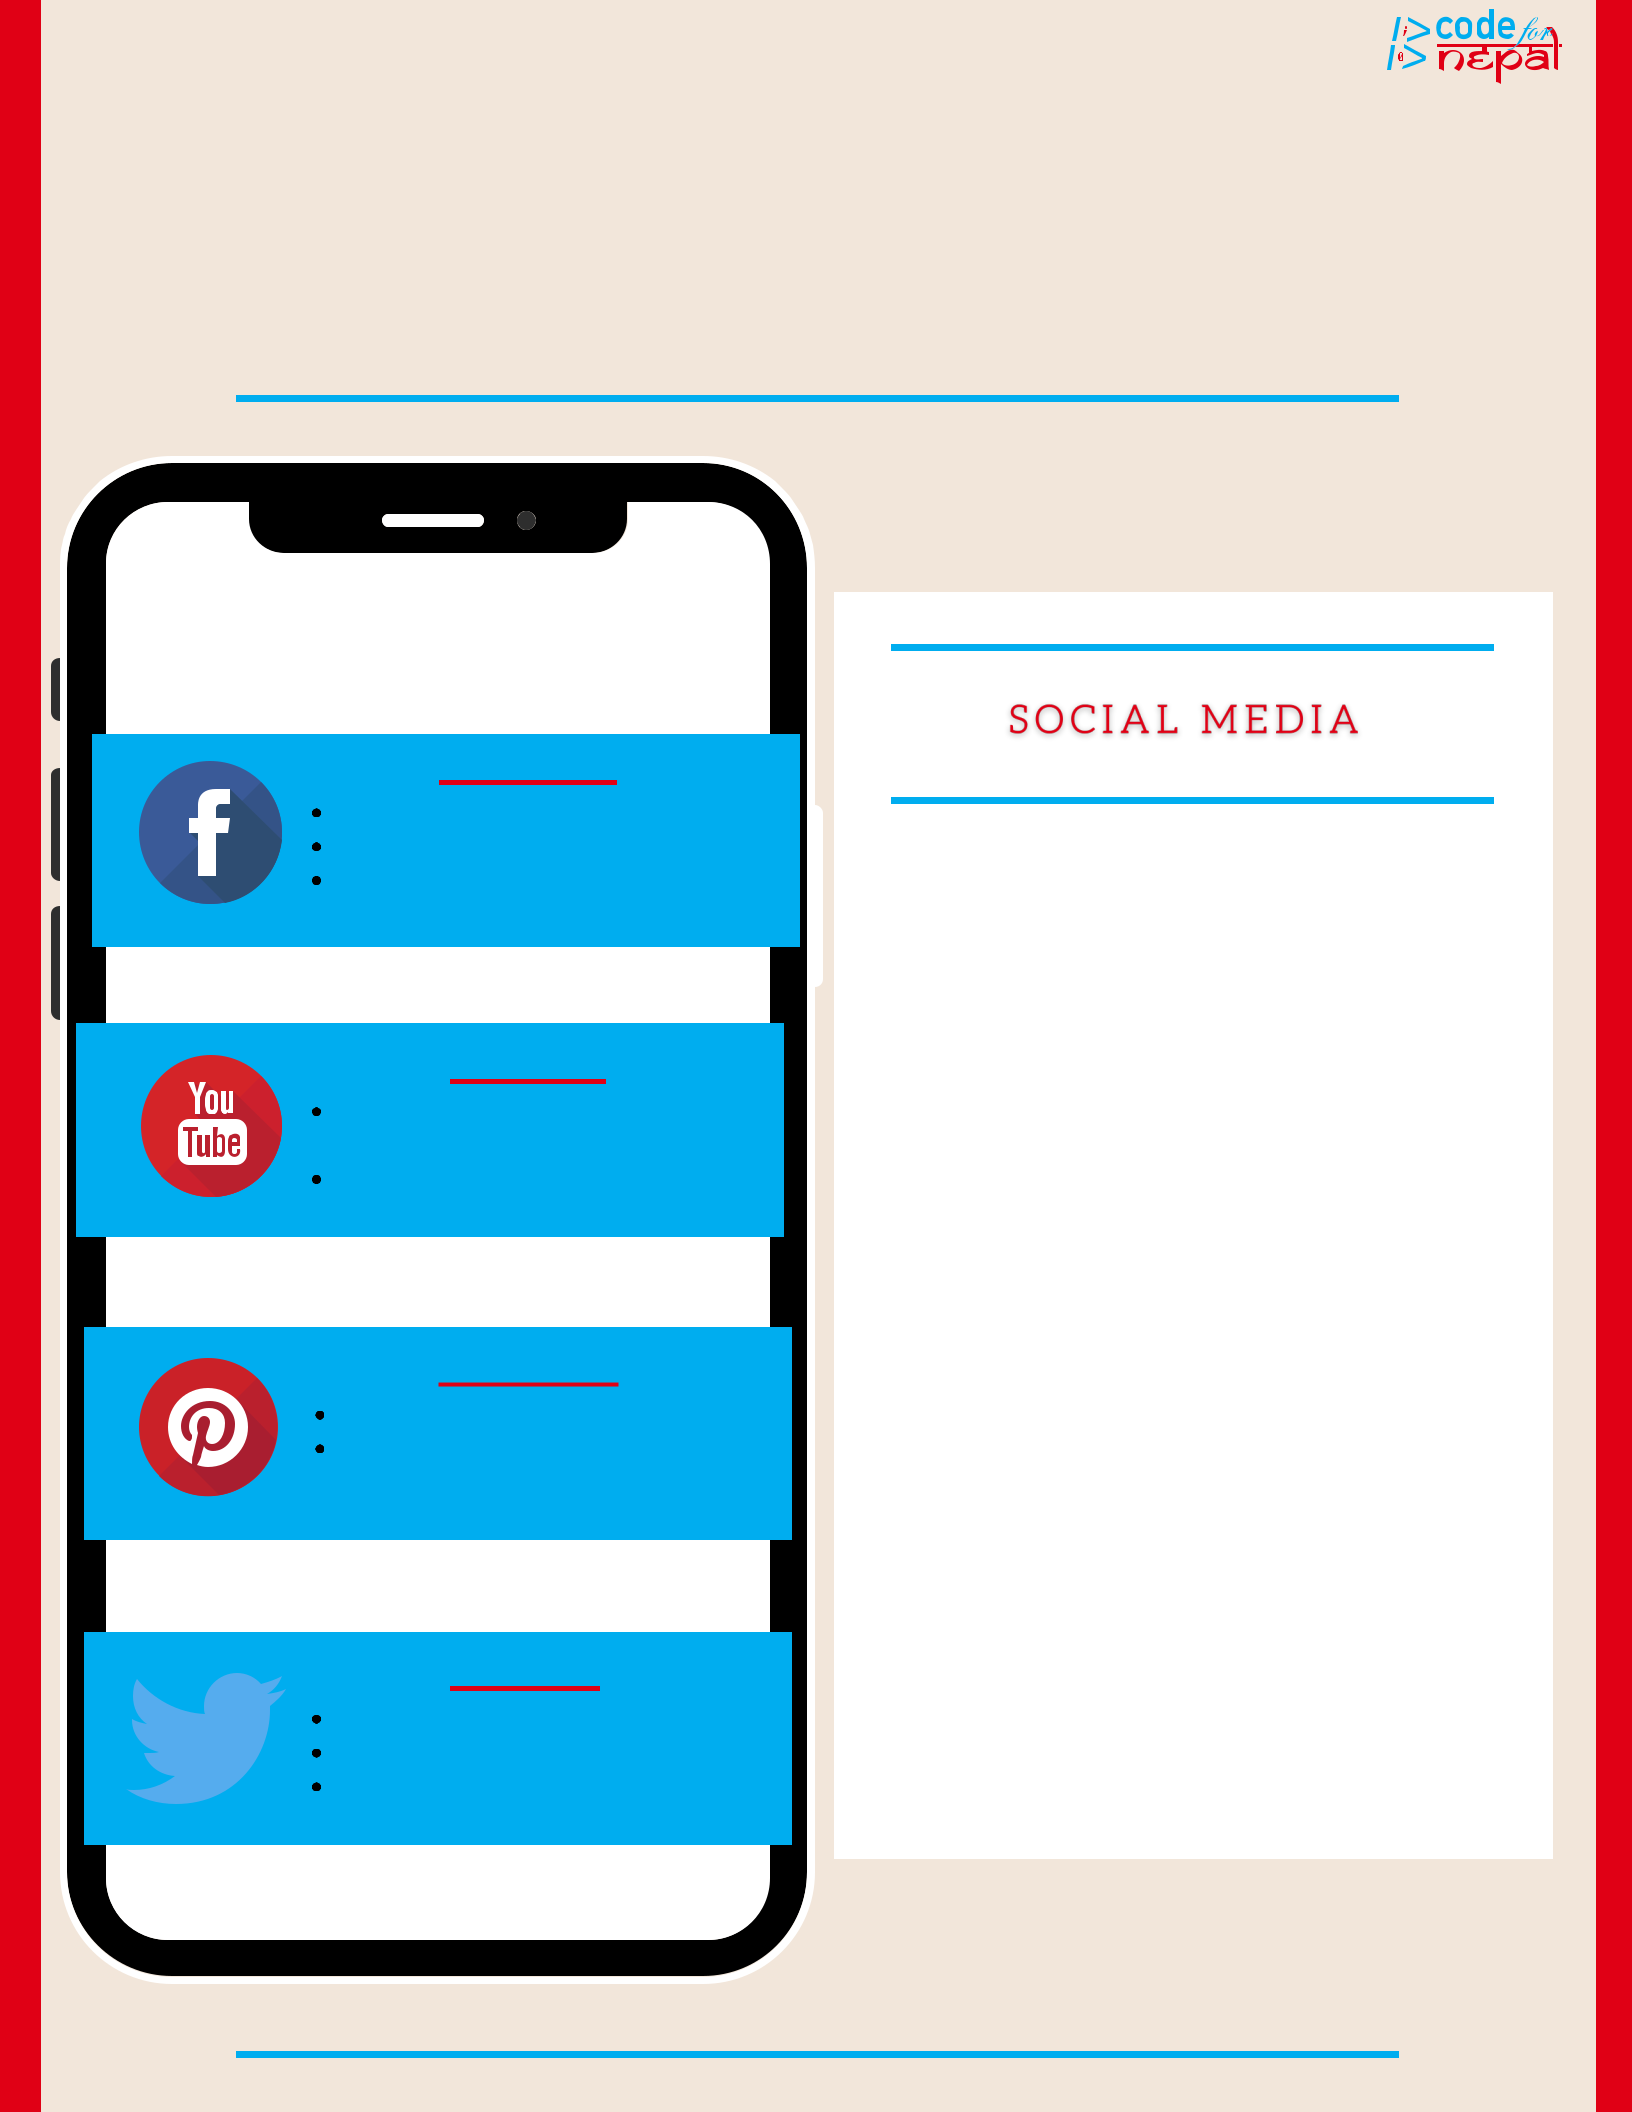 code for
nepal
SOCIAL MEDIA
f
You
Tube